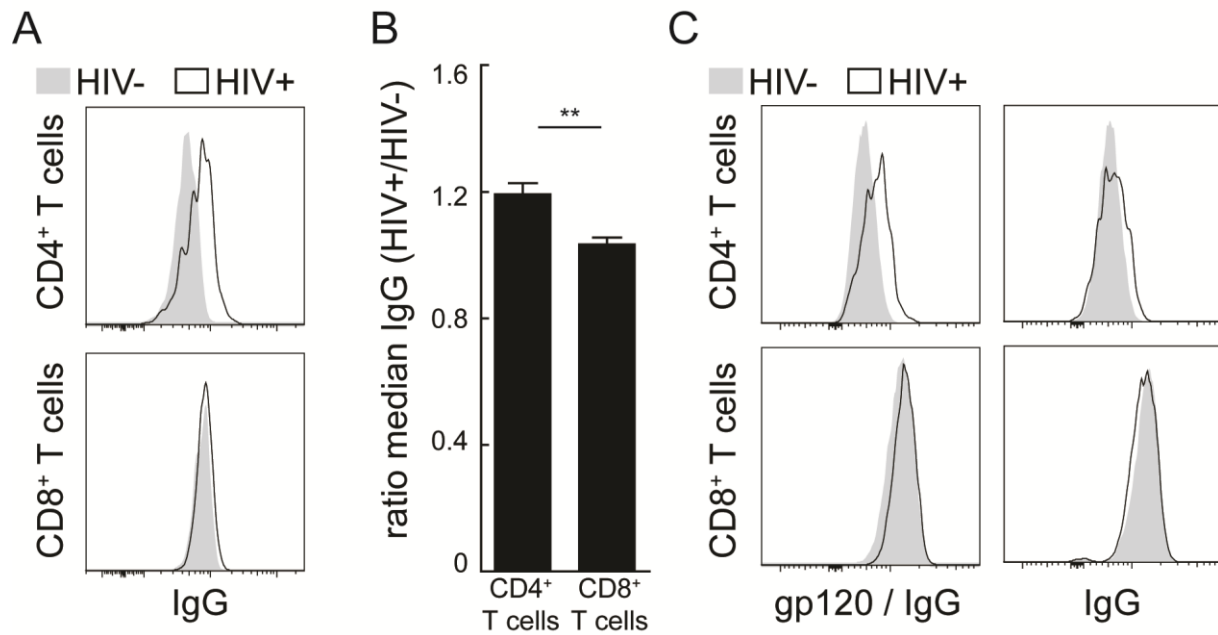 A
HIV- HIV+
CD4+ T cells
CD8+ T cells
IgG
B
ratio median IgG (HIV+/HIV-)
1.6
1.2
0.8
0.4
0
**
CD4+
T cells
CD8+
T cells
C
HIV- HIV+
CD4+ T cells
CD8+ T cells
gp120 / IgG
IgG